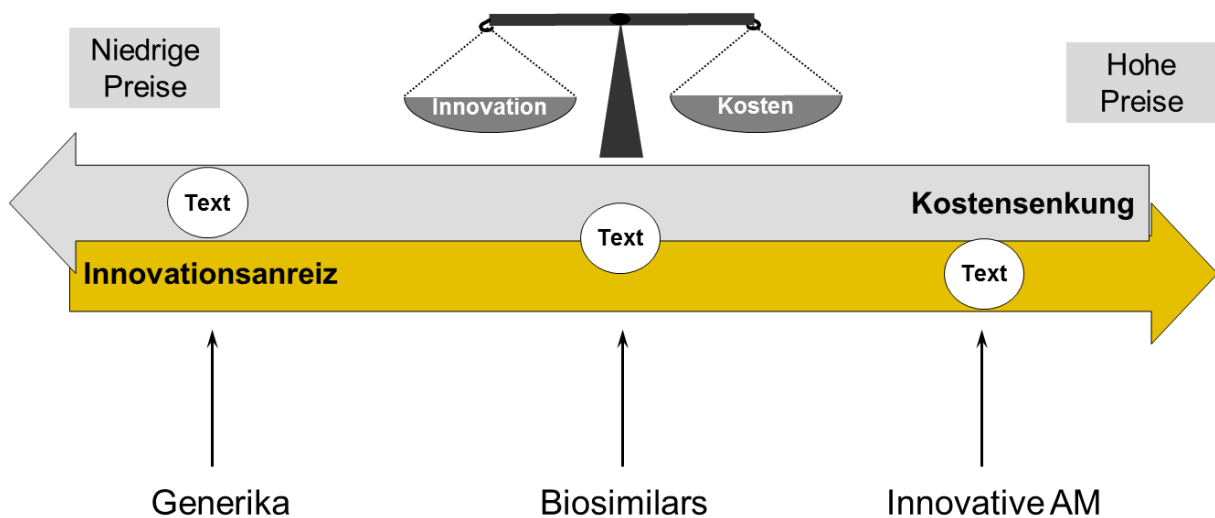 Niedrige
Preise
Innovation
Kosten
Hohe
Preise
Text
Kostensenkung
Text
Innovationsanreiz
Text
Generika
Biosimilars
Innovative AM